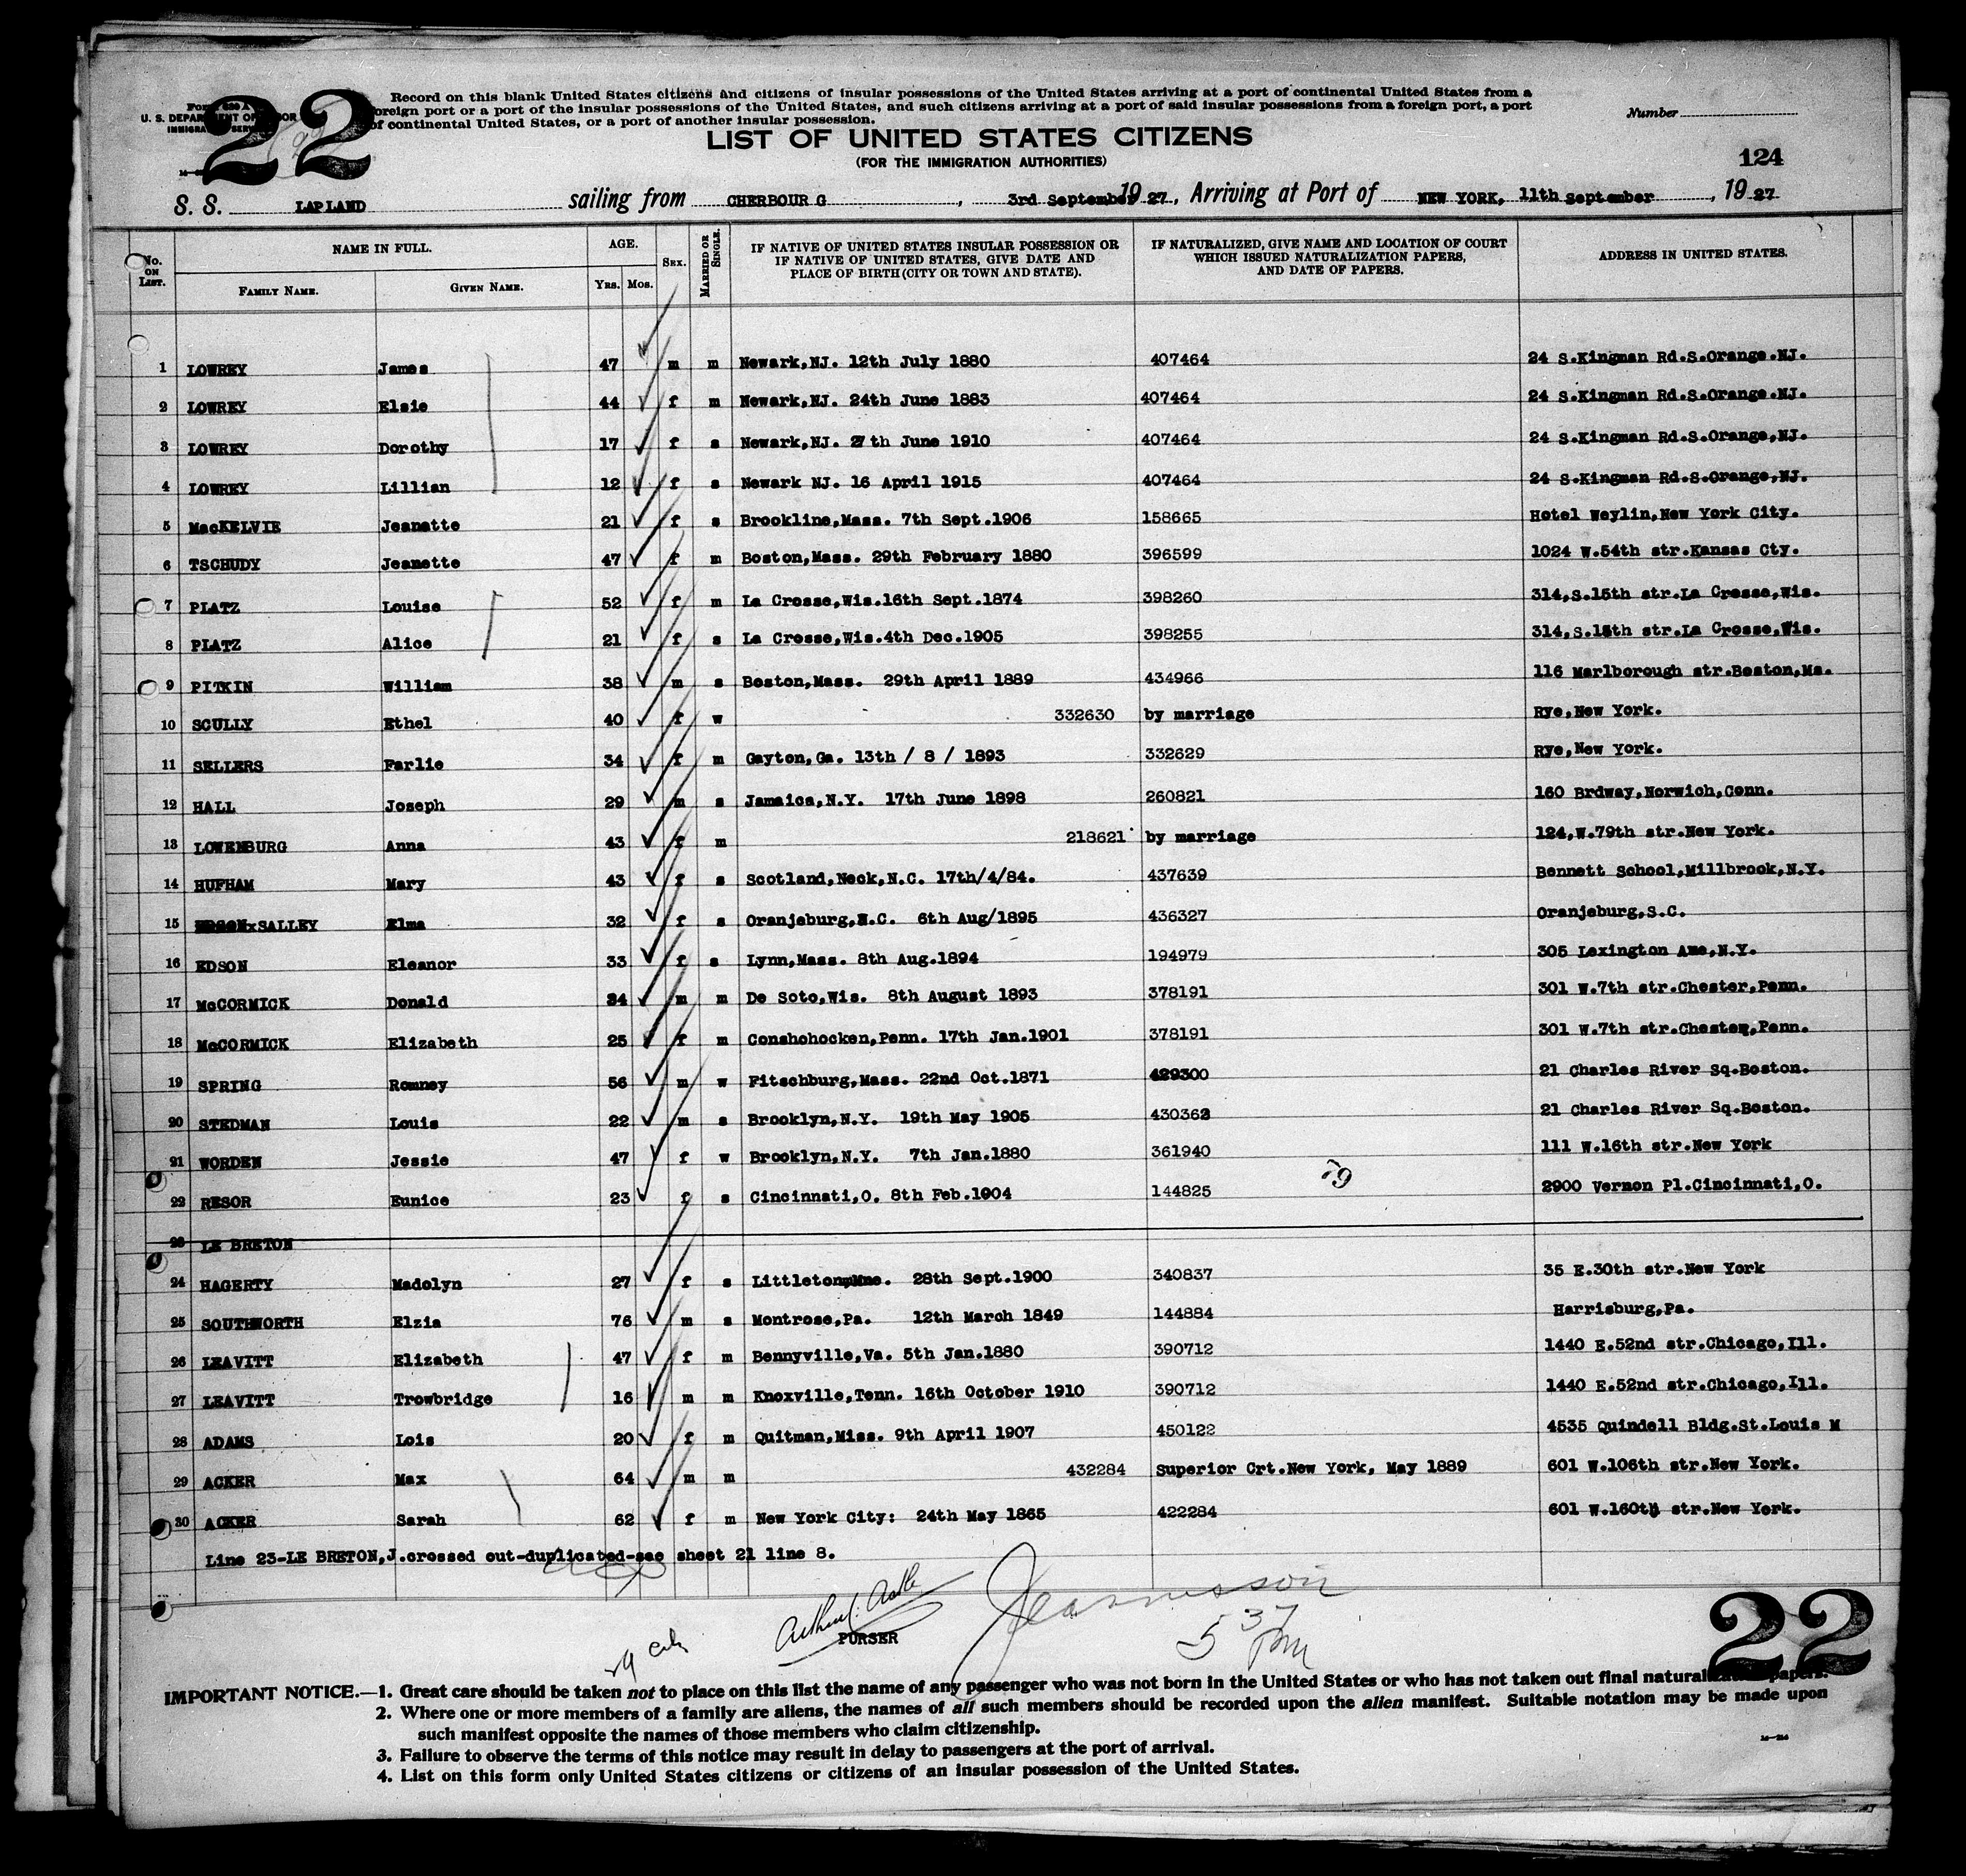 22
Record on this blank United States citizens and citizens of insular possessions of the United States arriving at a port of continental United States from a
foreign port or a port of the insular possessions of the United States, and such citizens arriving at a port of said insular possessions from a foreign port, a port
of continental United States, or a port of another insular possession.
Number
LIST OF UNITED STATES CITIZENS
(FOR THE IMMIGRATION AUTHORITIES)
124
S. S. LAPLAND sailing from CHERBOUR G , 3rd September 19 27, Arriving at Port of NEW YORK, 11th September , 19 27
No. ON LIST. NAME IN FULL. AGE. SEX. MARRIED OR SINGLE. IF NATIVE OF UNITED STATES INSULAR POSSESSION OR IF NATIVE OF UNITED STATES, GIVE DATE AND PLACE OF BIRTH (CITY OR TOWN AND STATE). IF NATURALIZED, GIVE NAME AND LOCATION OF COURT WHICH ISSUED NATURALIZATION PAPERS, AND DATE OF PAPERS. ADDRESS IN UNITED STATES.
FAMILY NAME. GIVEN NAME. YRS. MOS.
1 LOWREY James 47 m m Newark,NJ. 12th July 1880 407464 24 S.Kingman Rd.S.Orange.NJ.
2 LOWREY Elsie 44 f m Newark,NJ. 24th June 1883 407464 24 S.Kingman Rd.S.Orange.NJ.
3 LOWREY Dorothy 17 f s Newark,NJ. 27th June 1910 407464 24 S.Kingman Rd.S.Orange,NJ.
4 LOWREY Lillian 12 f s Newark NJ. 16 April 1915 407464 24 S.Kingman Rd.S.Orange,NJ.
5 MacKELVIE Jeanette 21 f s Brookline,Mass. 7th Sept.1906 158665 Hotel Weylin,New York City.
6 TSCHUDY Jeanette 47 f m Boston,Mass. 29th February 1880 396599 1024 W.54th str.Kansas Cty.
7 PLATZ Louise 52 f m La Crosse,Wis.16th Sept.1874 398260 314,S.15th str.La Crosse,Wis.
8 PLATZ Alice 21 f s La Crosse,Wis.4th Dec.1905 398255 314,S.15th str.La Crosse,Wis.
9 PITKIN William 38 m s Boston,Mass. 29th April 1889 434966 116 Marlborough str.Boston,Ma.
10 SCULLY Ethel 40 f w 332630 by marriage Rye,New York.
11 SELLERS Farlie 34 f m Gayton,Ga. 13th / 8 / 1893 332629 Rye,New York.
12 HALL Joseph 29 m s Jamaica,N.Y. 17th June 1898 260821 160 Brdway,Norwich,Conn.
13 LOWENBURG Anna 43 f m 218621 by marriage 124,W.79th str.New York.
14 HUFHAM Mary 43 f s Scotland,Neck,N.C. 17th/4/84. 437639 Bennett School,Millbrook,N.Y.
15 SALLEY Elma 32 f s Oranjeburg,S.C. 6th Aug/1895 436327 Oranjeburg,S.C.
16 EDSON Eleanor 33 f s Lynn,Mass. 8th Aug.1894 194979 305 Lexington Ame,N.Y.
17 McCORMICK Donald 34 m m De Soto,Wis. 8th August 1893 378191 301 W.7th str.Chester,Penn.
18 McCORMICK Elizabeth 25 f m Conshohocken,Penn. 17th Jan.1901 378191 301 W.7th str.Chester,Penn.
19 SPRING Romney 56 m w Fitschburg,Mass. 22nd Oct.1871 429300 21 Charles River Sq.Boston.
20 STEDMAN Louis 22 m s Brooklyn,N.Y. 19th May 1905 430363 21 Charles River Sq.Boston.
21 WORDEN Jessie 47 f w Brooklyn,N.Y. 7th Jan.1880 361940 111 W.16th str.New York
79
22 RESOR Eunice 23 f s Cincinnati,O. 8th Feb.1904 144825 2900 Vernon Pl.Cincinnati,O.
23 LE BRETON
24 HAGERTY Madolyn 27 f s Littleton,Mne. 28th Sept.1900 340837 35 E.30th str.New York
25 SOUTHWORTH Elzia 76 m s Montrose,Pa. 12th March 1849 144884 Harrisburg,Pa.
26 LEAVITT Elizabeth 47 f m Bennyville,Va. 5th Jan.1880 390712 1440 E.52nd str.Chicago,Ill.
27 LEAVITT Trowbridge 16 m m Knoxville,Tenn. 16th October 1910 390712 1440 E.52nd str.Chicago,Ill.
28 ADAMS Lois 20 f m Quitman,Miss. 9th April 1907 450122 4535 Quindell Bldg.St.Louis M
29 ACKER Max 64 m m 432284 Superior Crt.New York, May 1889 601 W.106th str.New York.
30 ACKER Sarah 62 f m New York City: 24th May 1865 422284 601 W.160th str.New York.
Line 23-LE BRETON,J.crossed out-duplicated-see sheet 21 line 8.
PURSER
5 37 Pm
22
IMPORTANT NOTICE.—1. Great care should be taken not to place on this list the name of any passenger who was not born in the United States or who has not taken out final naturalization papers.
2. Where one or more members of a family are aliens, the names of all such members should be recorded upon the alien manifest. Suitable notation may be made upon
such manifest opposite the names of those members who claim citizenship.
3. Failure to observe the terms of this notice may result in delay to passengers at the port of arrival.
4. List on this form only United States citizens or citizens of an insular possession of the United States.